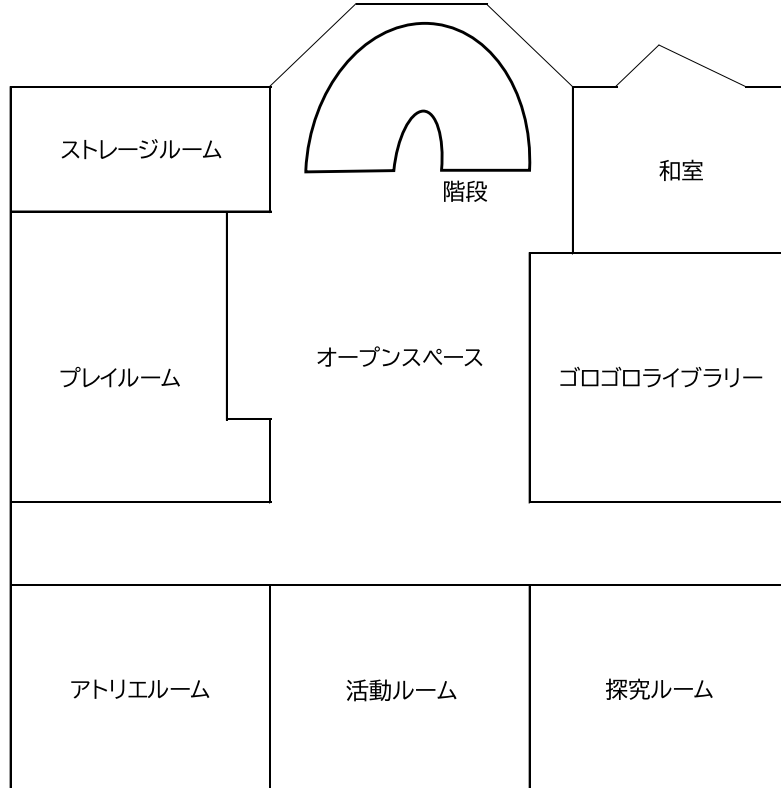 ストレージルーム
階段
和室
プレイルーム
オープンスペース
ゴロゴロライブラリー
アトリエルーム
活動ルーム
探究ルーム